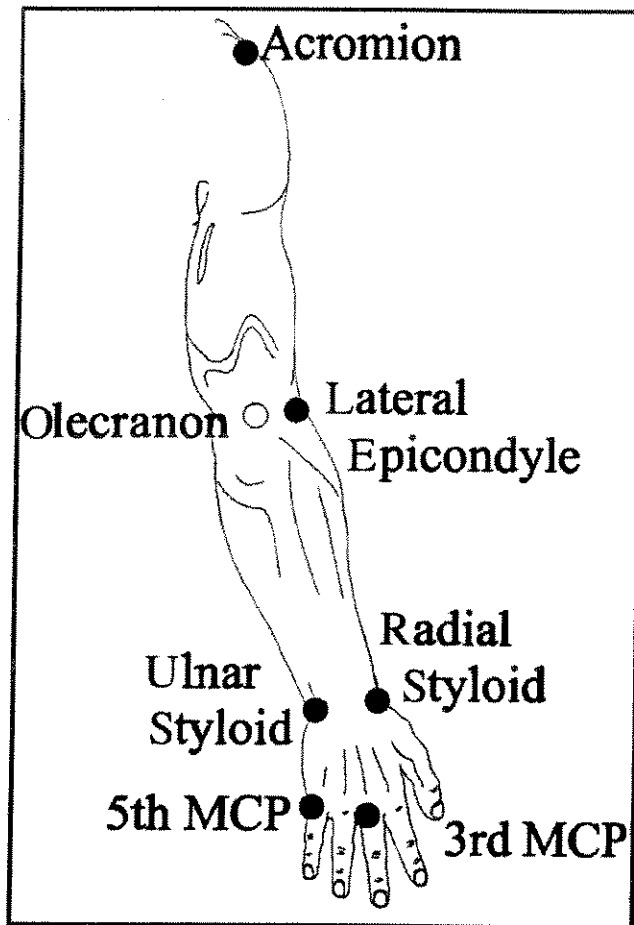 Acromion
Olecranon
Lateral
Epicondyle
Radial
Styloid
Ulnar
Styloid
5th MCP
3rd MCP